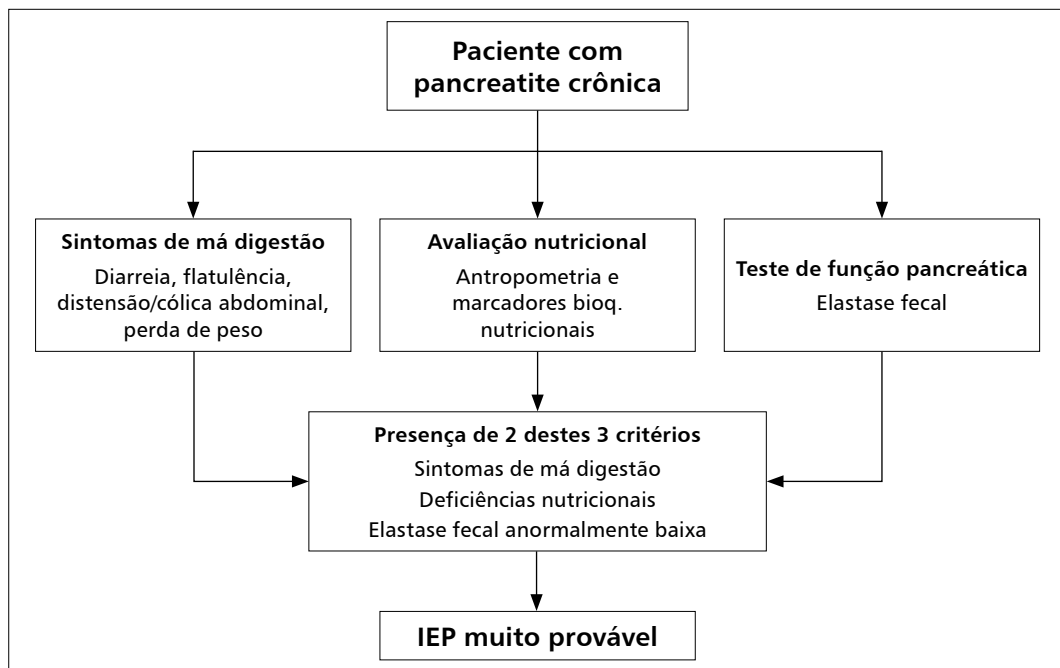 Paciente com
pancreatite crônica
Sintomas de má digestão
Diarreia, flatulência,
distensão/cólica abdominal,
perda de peso
Avaliação nutricional
Antropometria e
marcadores bioq.
nutricionais
Teste de função pancreática
Elastase fecal
Presença de 2 destes 3 critérios
Sintomas de má digestão
Deficiências nutricionais
Elastase fecal anormalmente baixa
IEP muito provável